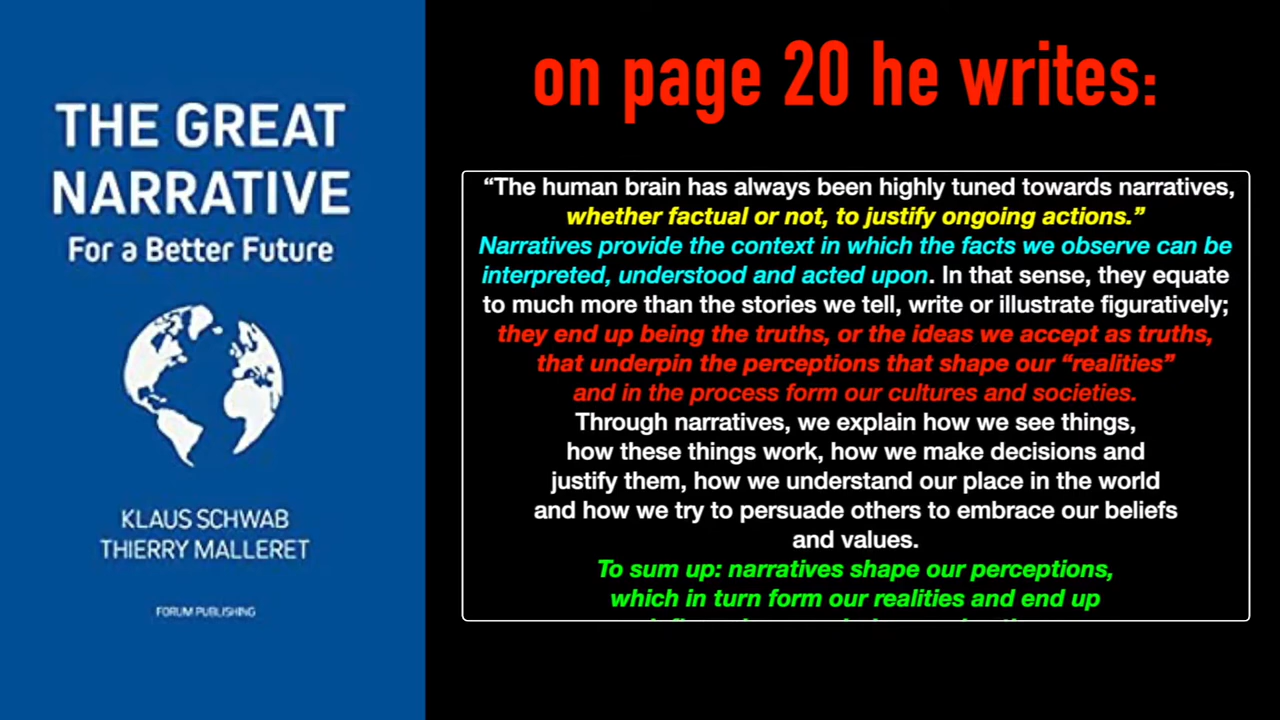 THE GREAT
NARRATIVE
For a Better Future
KLAUS SCHWAB
THIERRY MALLERET
FORUM PUBLISHING
on page 20 he writes:
“The human brain has always been highly tuned towards narratives,
whether factual or not, to justify ongoing actions.”
Narratives provide the context in which the facts we observe can be
interpreted, understood and acted upon. In that sense, they equate
to much more than the stories we tell, write or illustrate figuratively;
they end up being the truths, or the ideas we accept as truths,
that underpin the perceptions that shape our “realities”
and in the process form our cultures and societies.
Through narratives, we explain how we see things,
how these things work, how we make decisions and
justify them, how we understand our place in the world
and how we try to persuade others to embrace our beliefs
and values.
To sum up: narratives shape our perceptions,
which in turn form our realities and end up